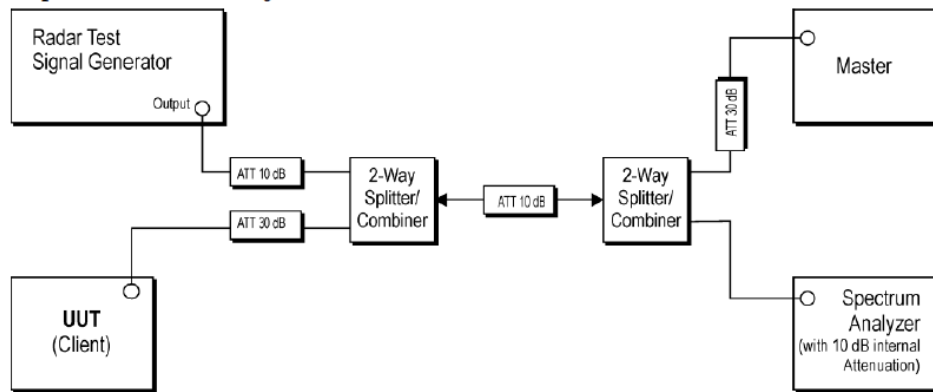 Radar Test
Signal Generator
Output
ATT 10 dB
ATT 30 dB
2-Way
Splitter/
Combiner
ATT 10 dB
2-Way
Splitter/
Combiner
ATT 30 dB
Master
UUT
(Client)
Spectrum
Analyzer
(with 10 dB internal
Attenuation)